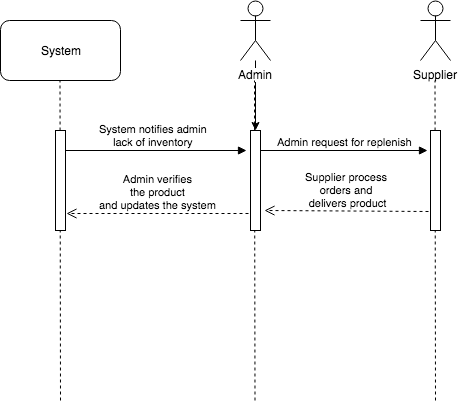 System
Admin
Supplier
System notifies admin
lack of inventory
Admin request for replenish
Admin verifies
the product
and updates the system
Supplier process
orders and
delivers product